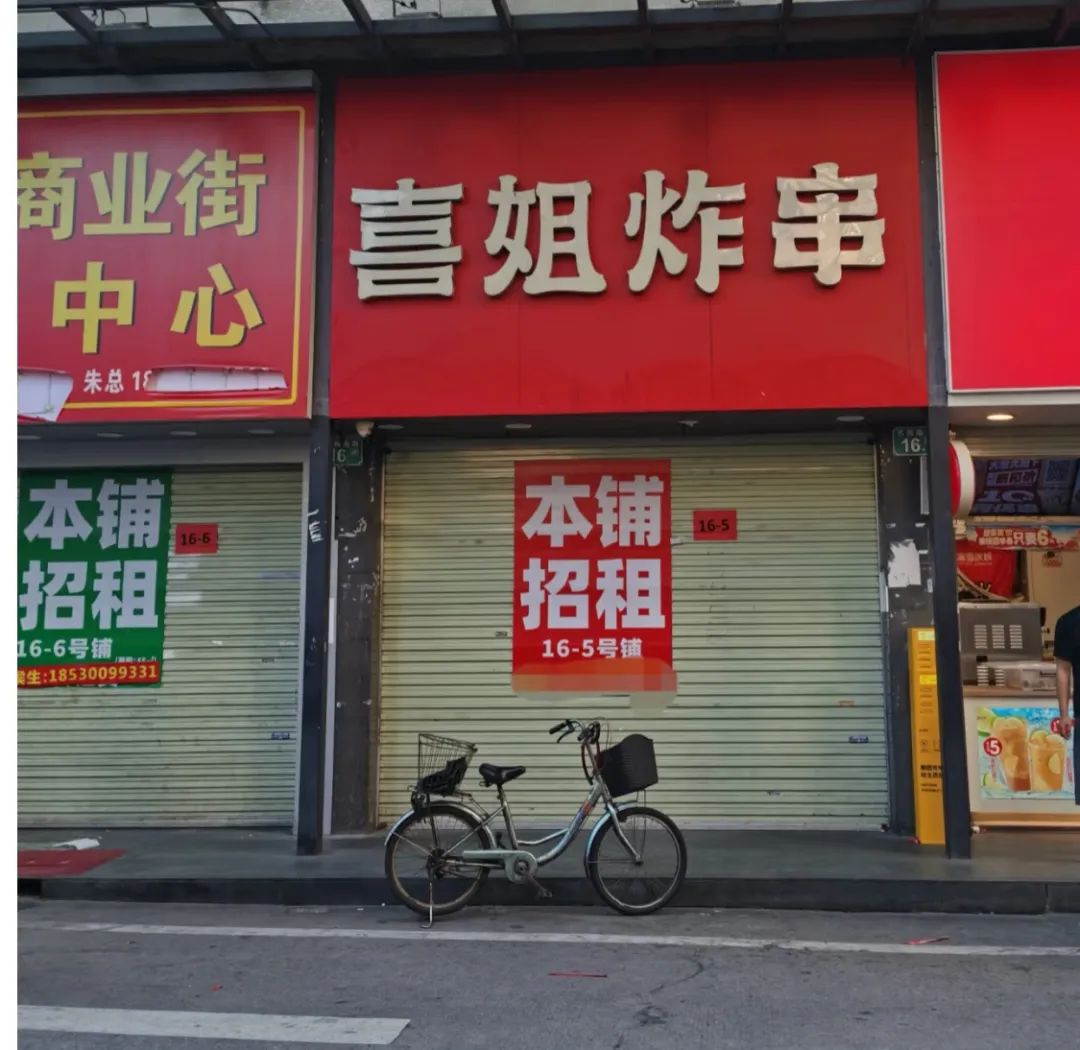 商业街
中心
朱总 18
喜姐炸串
本铺
招租
16-6号铺
生:18530099331
16-6
16
本铺
招租
16-5号铺
16-5
16
只要6
5